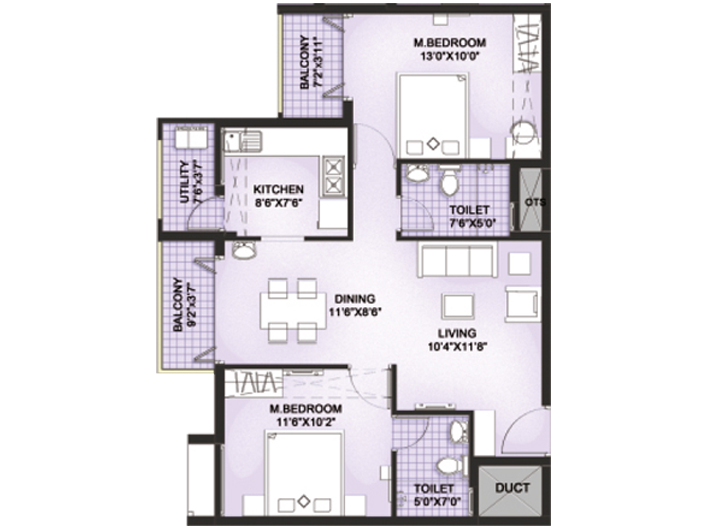 BALCONY
7'2"X3'11"
M.BEDROOM
13'0"X10'0"
UTILITY
7'6"X3'7"
KITCHEN
8'6"X7'6"
TOILET
7'6"X5'0"
OTS
BALCONY
9'2"X3'7"
DINING
11'6"X8'6"
LIVING
10'4"X11'8"
M.BEDROOM
11'6"X10'2"
TOILET
5'0"X7'0"
DUCT